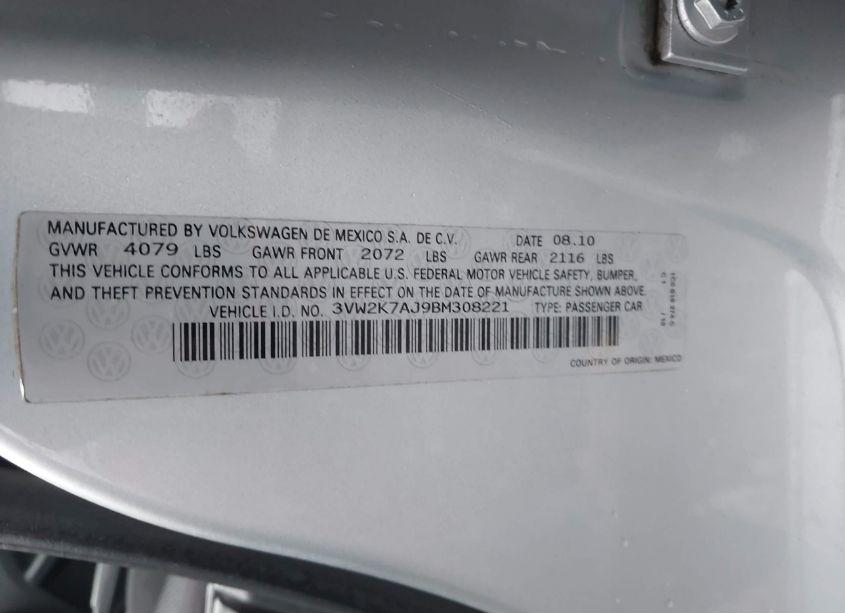 MANUFACTURED BY VOLKSWAGEN DE MEXICO S.A. DE C.V. DATE 08.10
GVWR 4079 LBS GAWR FRONT 2072 LBS GAWR REAR 2116 LBS
THIS VEHICLE CONFORMS TO ALL APPLICABLE U.S. FEDERAL MOTOR VEHICLE SAFETY, BUMPER,
AND THEFT PREVENTION STANDARDS IN EFFECT ON THE DATE OF MANUFACTURE SHOWN ABOVE
VEHICLE I.D. NO. 3VW2K7AJ9BM308221 TYPE: PASSENGER CAR
COUNTRY OF ORIGIN: MEXICO